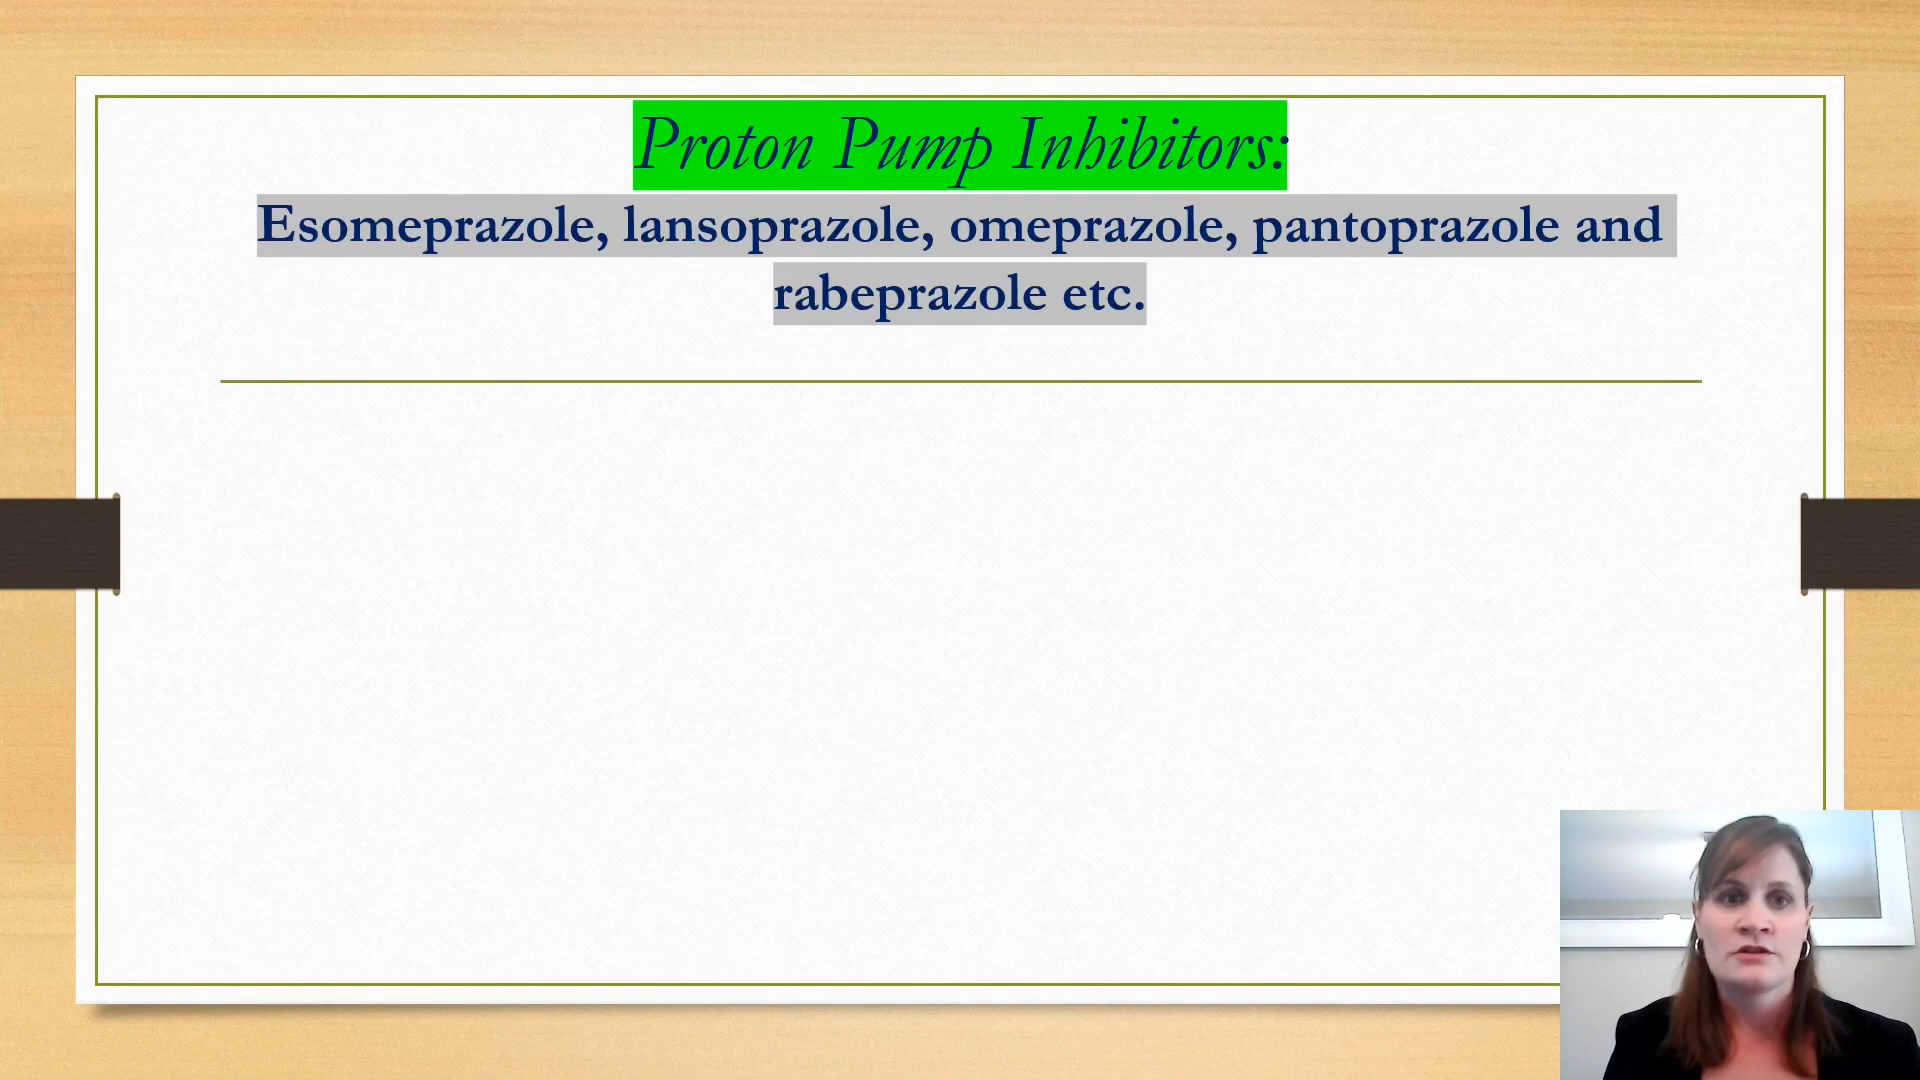 Proton Pump Inhibitors:
Esomeprazole, lansoprazole, omeprazole, pantoprazole and
rabeprazole etc.